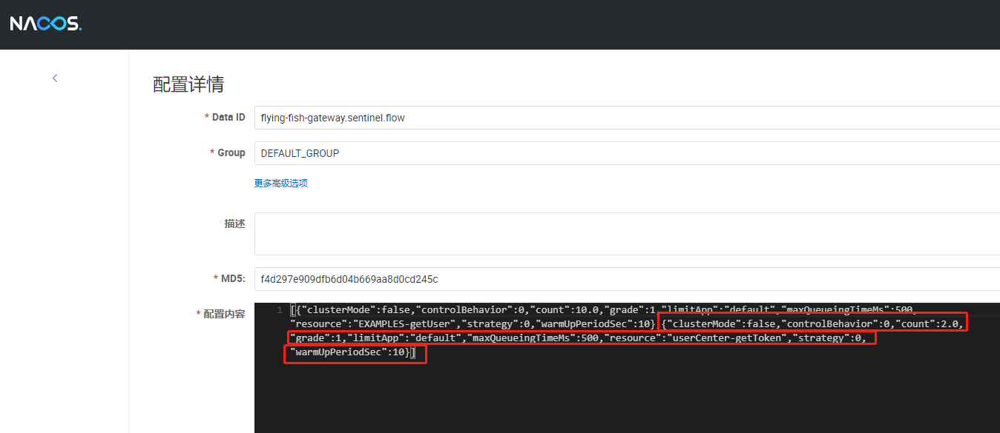 NACOS.
配置详情
* Data ID
flying-fish-gateway.sentinel.flow
* Group
DEFAULT_GROUP
更多高级选项
描述
* MD5:
f4d297e909dfb6d04b669aa8d0cd245c
* 配置内容
1 [{"clusterMode":false,"controlBehavior":0,"count":10.0,"grade":1,"limitApp":"default","maxQueueingTimeMs":500,
"resource":"EXAMPLES-getUser","strategy":0,"warmUpPeriodSec":10},{"clusterMode":false,"controlBehavior":0,"count":2.0,
"grade":1,"limitApp":"default","maxQueueingTimeMs":500,"resource":"userCenter-getToken","strategy":0,
"warmUpPeriodSec":10}]